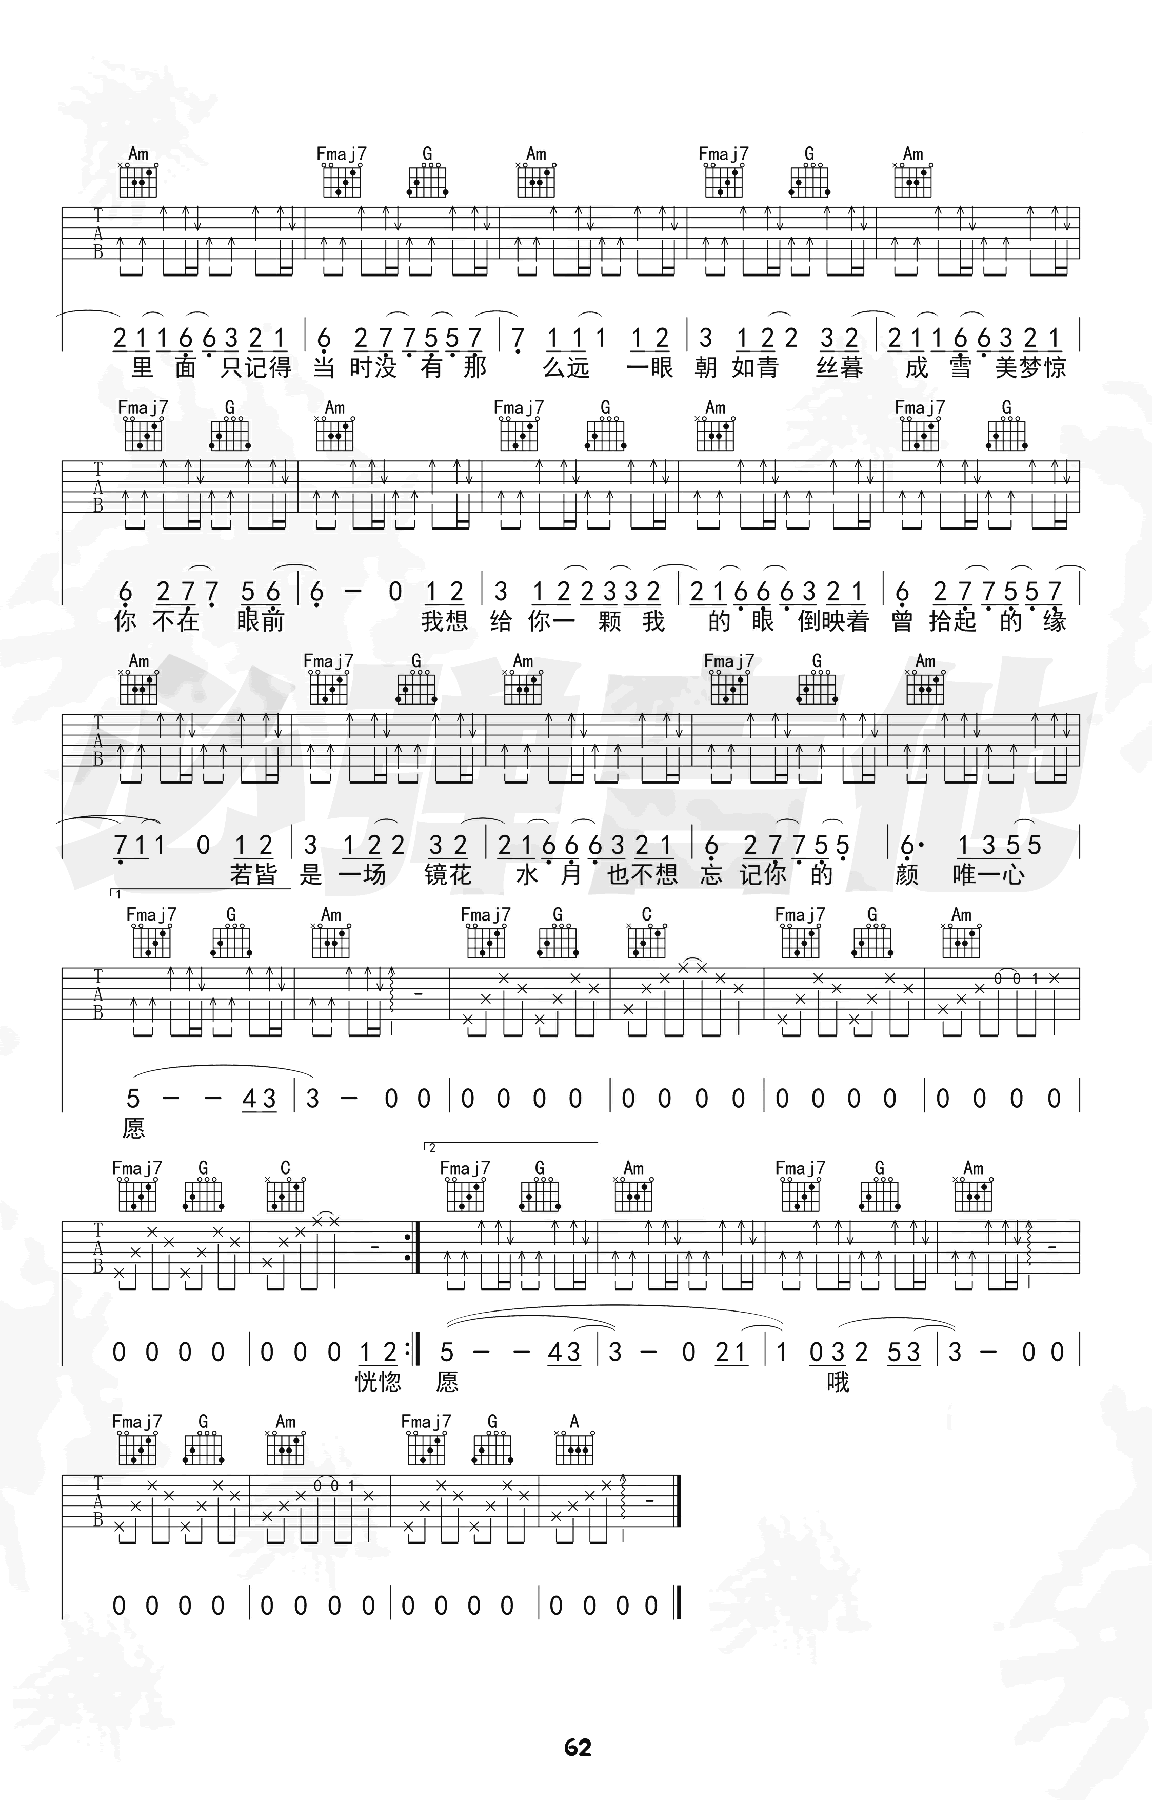 Am Fmaj7 G Am Fmaj7 G Am
T A B
2 1 1 6 6 3 2 1 | 6 2 7 7 5 5 7 | 7 1 1 1 1 2 | 3 1 2 2 3 2 | 2 1 1 6 6 3 2 1
里 面 只记得 当 时没 有 那 么远 一眼 朝 如青 丝暮 成 雪 美梦惊
Fmaj7 G Am Fmaj7 G Am Fmaj7 G
T A B
6 2 7 7 5 6 | 6 - 0 1 2 | 3 1 2 2 3 3 2 | 2 1 6 6 6 3 2 1 | 6 2 7 7 5 5 7
你 不在 眼前 我想 给 你一 颗 我 的 眼 倒映着 曾 拾起 的 缘
Am Fmaj7 G Am Fmaj7 G Am
T A B
7 1 1 0 1 2 | 3 1 2 2 3 2 | 2 1 6 6 6 3 2 1 | 6 2 7 7 5 5 | 6· 1 3 5 5
若皆 是 一场 镜花 水 月 也不想 忘 记你 的 颜 唯一心
1
Fmaj7 G Am Fmaj7 G C Fmaj7 G Am
T A B 0 0 1
5 - - 4 3 | 3 - 0 0 | 0 0 0 0 | 0 0 0 0 | 0 0 0 0 | 0 0 0 0
愿
2
Fmaj7 G C Fmaj7 G Am Fmaj7 G Am
T A B
0 0 0 0 | 0 0 0 1 2 :| 5 - - 4 3 | 3 - 0 2 1 | 1 0 3 2 5 3 | 3 - 0 0
恍惚 愿 哦
Fmaj7 G Am Fmaj7 G A
T A B 0 0 1
0 0 0 0 | 0 0 0 0 | 0 0 0 0 | 0 0 0 0
必弹吉他
62